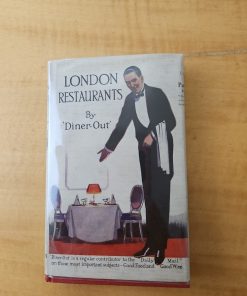 LONDON
RESTAURANTS
By
'Diner-Out'
Diner-Out is a regular contributor to the "Daily Mail"
on those most important subjects—Good Food and Good Wine